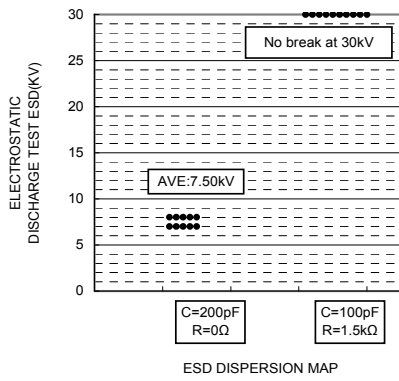 30
25
20
15
10
5
0
ELECTROSTATIC
DISCHARGE TEST ESD(KV)
No break at 30kV
AVE:7.50kV
C=200pF
R=0Ω
C=100pF
R=1.5kΩ
ESD DISPERSION MAP